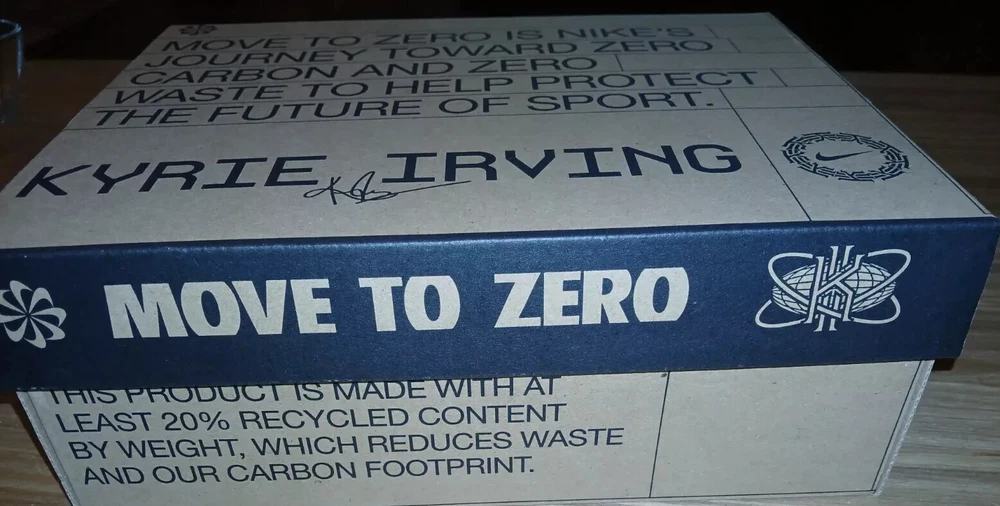 MOVE TO ZERO IS NIKE'S
JOURNEY TOWARD ZERO
CARBON AND ZERO
WASTE TO HELP PROTECT
THE FUTURE OF SPORT.
KYRIE IRVING
MOVE TO ZERO
THIS PRODUCT IS MADE WITH AT
LEAST 20% RECYCLED CONTENT
BY WEIGHT, WHICH REDUCES WASTE
AND OUR CARBON FOOTPRINT.